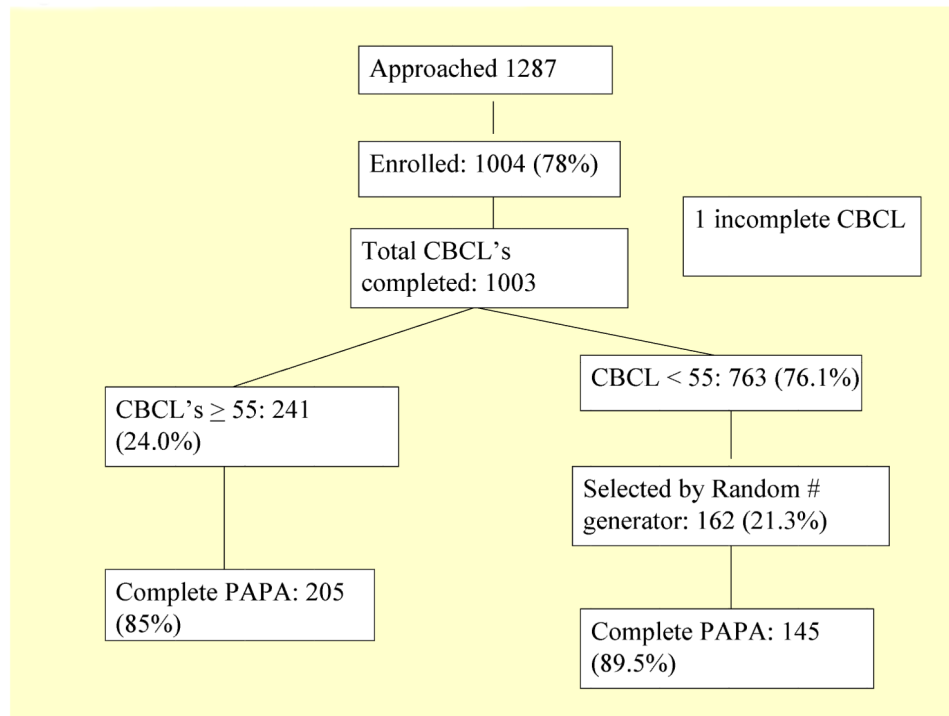 Approached 1287
Enrolled: 1004 (78%)
1 incomplete CBCL
Total CBCL’s
completed: 1003
CBCL’s ≥ 55: 241
(24.0%)
CBCL < 55: 763 (76.1%)
Selected by Random #
generator: 162 (21.3%)
Complete PAPA: 205
(85%)
Complete PAPA: 145
(89.5%)